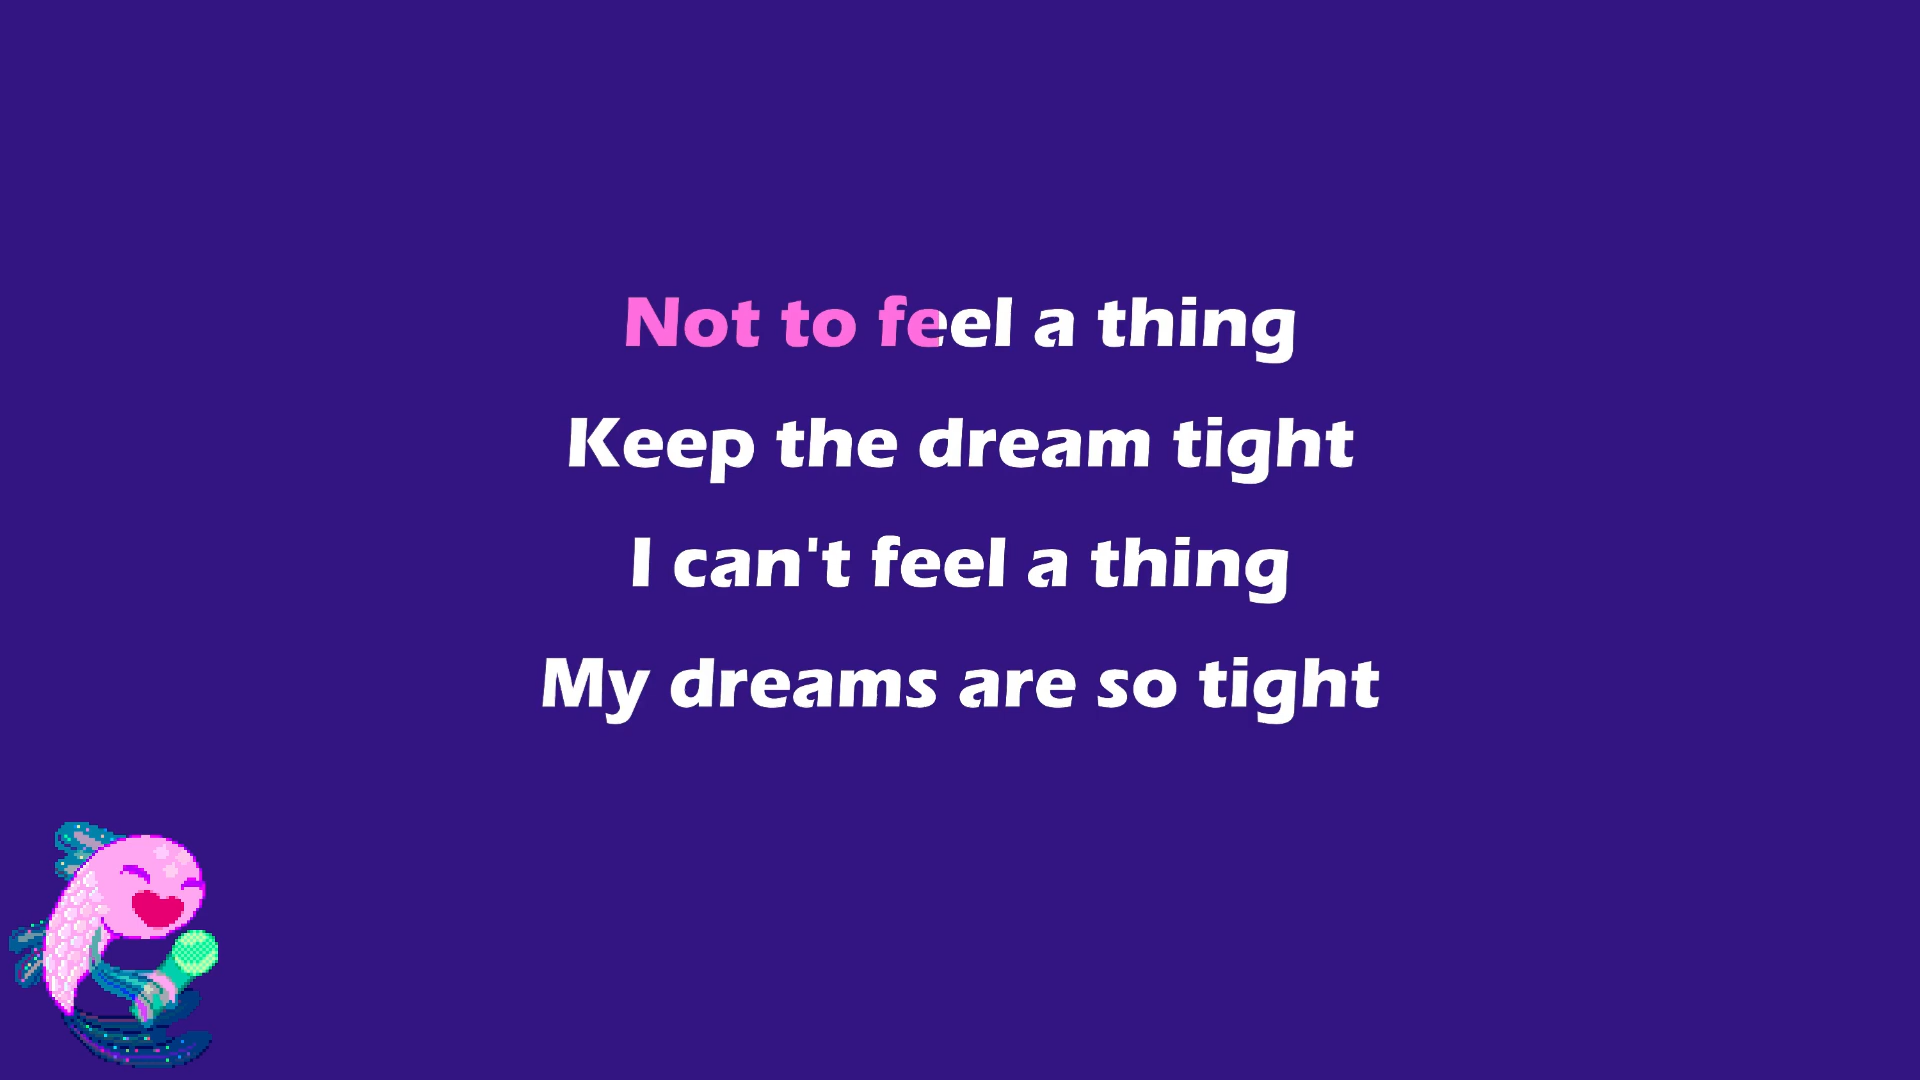 Not to feel a thing
Keep the dream tight
I can't feel a thing
My dreams are so tight